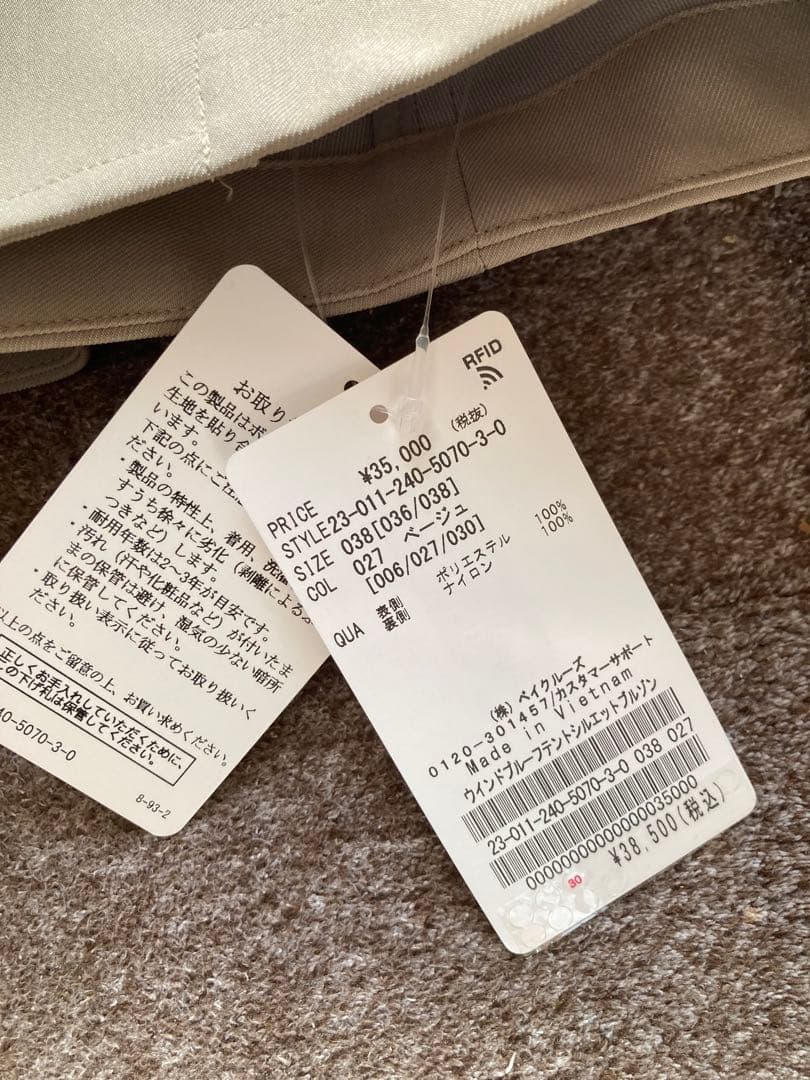 お取り
この製品はポ
生地を貼り合
います。
下記の点にご注
ださい。
・製品の特性上、着用、洗濯
すうち徐々に劣化(剥離によるつ
つきなど)します。
・耐用年数は2~3年が目安です。
・汚れ(汗や化粧品など)が付いたま
まの保管は避け、湿気の少ない暗所
に保管してください。
・取り扱い表示に従ってお取り扱いく
ださい。
以上の点をご留意の上、お買い求めください。
正しくお手入れしていただくために、
の下げ札は保管してください。
40-5070-3-0
8-93-2
RFID
PRICE ¥35,000 (税抜)
STYLE 23-011-240-5070-3-0
SIZE 038[036/038]
COL 027 ベージュ
[006/027/030]
QUA 表側 ポリエステル 100%
裏側 ナイロン 100%
(株) ベイクルーズ
0120-301457/カスタマーサポート
Made in Vietnam
ウインドプルーフテントシルエットブルゾン
23-011-240-5070-3-0 038 027
0000000000000035000
¥38,500(税込)
30